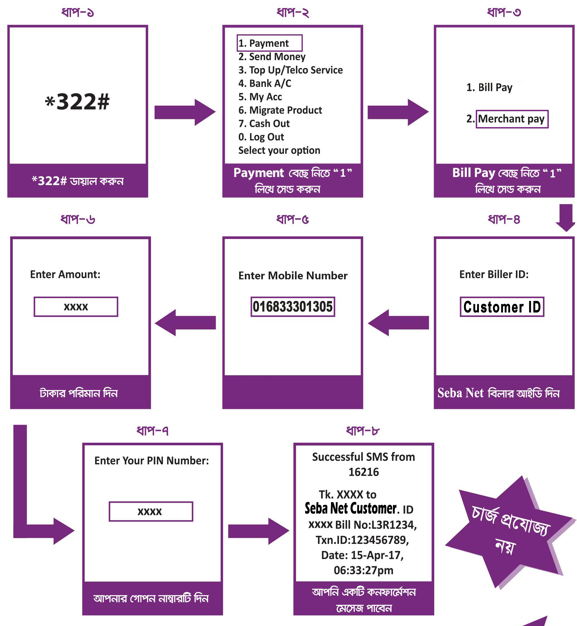 ধাপ-১
*322#
*322# ডায়াল করুন
ধাপ-২
1. Payment
2. Send Money
3. Top Up/Telco Service
4. Bank A/C
5. My Acc
6. Migrate Product
7. Cash Out
0. Log Out
Select your option
Payment বেছে নিতে “1”
লিখে সেন্ড করুন
ধাপ-৩
1. Bill Pay
2. Merchant pay
Bill Pay বেছে নিতে “1”
লিখে সেন্ড করুন
ধাপ-৪
Enter Biller ID:
Customer ID
Seba Net বিলার আইডি দিন
ধাপ-৫
Enter Mobile Number
016833301305
ধাপ-৬
Enter Amount:
xxxx
টাকার পরিমান দিন
ধাপ-৭
Enter Your PIN Number:
xxxx
আপনার গোপন নাম্বারটি দিন
ধাপ-৮
Successful SMS from
16216
Tk. XXXX to
Seba Net Customer. ID
xxxx Bill No:L3R1234,
Txn.ID:123456789,
Date: 15-Apr-17,
06:33:27pm
আপনি একটি কনফার্মেশন
মেসেজ পাবেন
চার্জ প্রযোজ্য
নয়